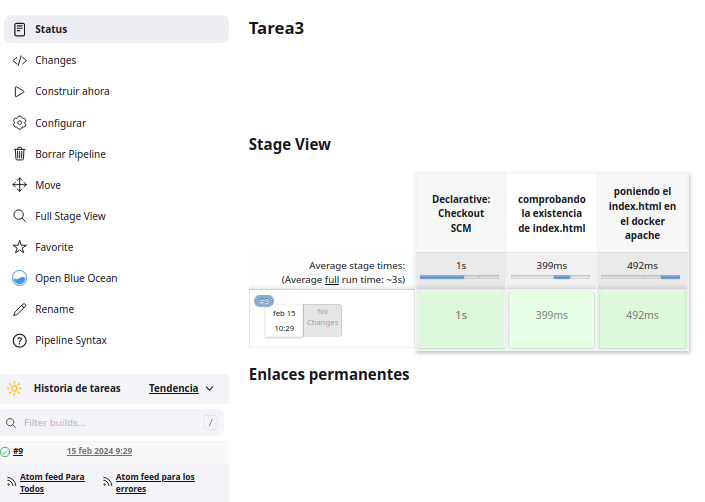 Status
Changes
Construir ahora
Configurar
Borrar Pipeline
Move
Full Stage View
Favorite
Open Blue Ocean
Rename
Pipeline Syntax
Historia de tareas
Tendencia
Filter builds...
/
#9
15 feb 2024 9:29
Atom feed Para
Todos
Atom feed para los
errores
Tarea3
Stage View
Declarative:
Checkout
SCM
comprobando
la existencia
de index.html
poniendo el
index.html en
el docker
apache
Average stage times:
(Average full run time: ~3s)
1s
399ms
492ms
#9
feb 15
10:29
No
Changes
1s
399ms
492ms
Enlaces permanentes